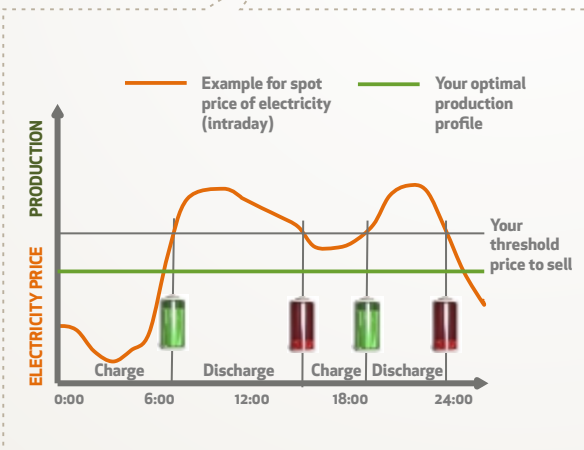 Example for spot
price of electricity
(intraday)
Your optimal
production
profile
PRODUCTION
ELECTRICITY PRICE
Your
threshold
price to sell
Charge
Discharge
Charge
Discharge
0:00
6:00
12:00
18:00
24:00